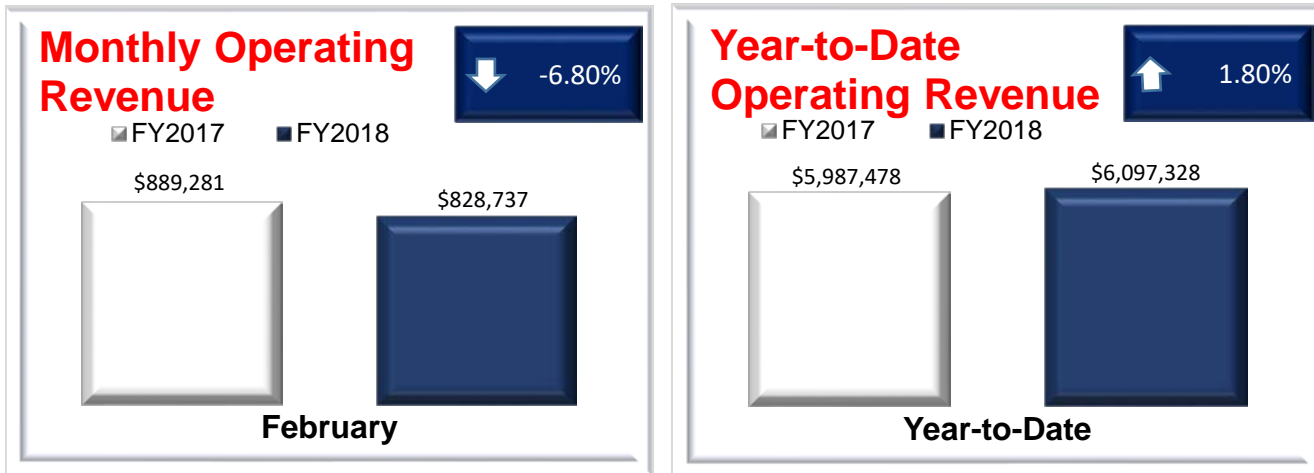 Monthly Operating
Revenue
-6.80%
FY2017 FY2018
$889,281
$828,737
February
Year-to-Date
Operating Revenue
1.80%
FY2017 FY2018
$5,987,478
$6,097,328
Year-to-Date